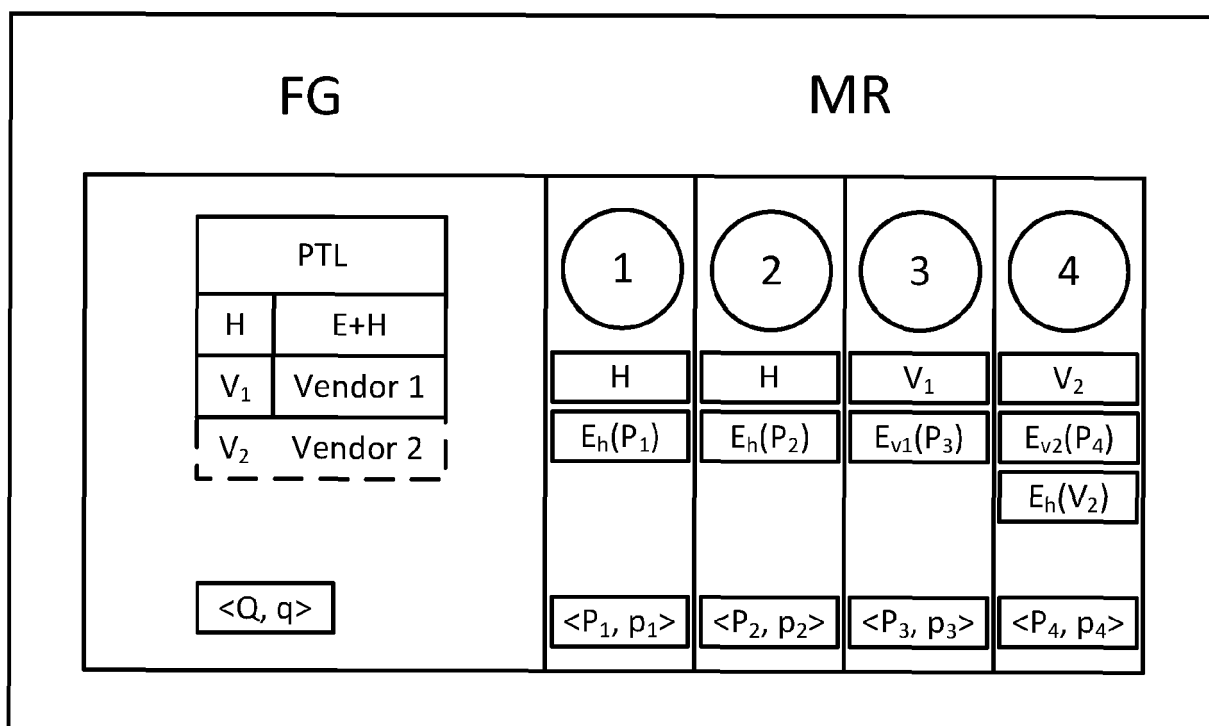 FG
MR
PTL
H E+H
V₁ Vendor 1
V₂ Vendor 2
<Q, q>
1 2 3 4
H H V₁ V₂
Eₕ(P₁) Eₕ(P₂) Eᵥ₁(P₃) Eᵥ₂(P₄)
Eₕ(V₂)
<P₁, p₁> <P₂, p₂> <P₃, p₃> <P₄, p₄>